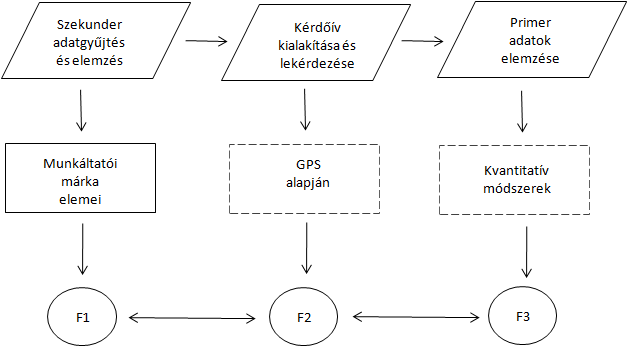 Szekunder
adatgyűjtés
és elemzés
Kérdőív
kialakítása és
lekérdezése
Primer
adatok
elemzése
Munkáltatói
márka
elemei
GPS
alapján
Kvantitatív
módszerek
F1
F2
F3